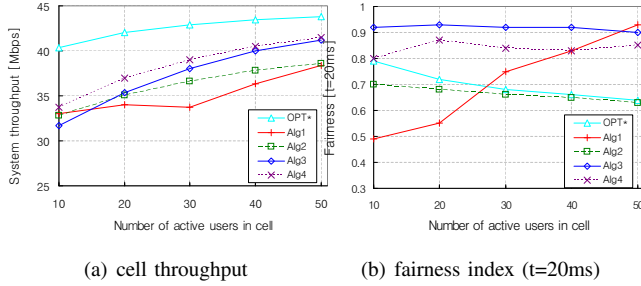 System throughput [Mbps]
45
40
35
30
25
10 20 30 40 50
Number of active users in cell
OPT*
Alg1
Alg2
Alg3
Alg4
(a) cell throughput
Fairness [t=20ms]
1
0.9
0.8
0.7
0.6
0.5
0.4
0.3
10 20 30 40 50
Number of active users in cell
OPT*
Alg1
Alg2
Alg3
Alg4
(b) fairness index (t=20ms)